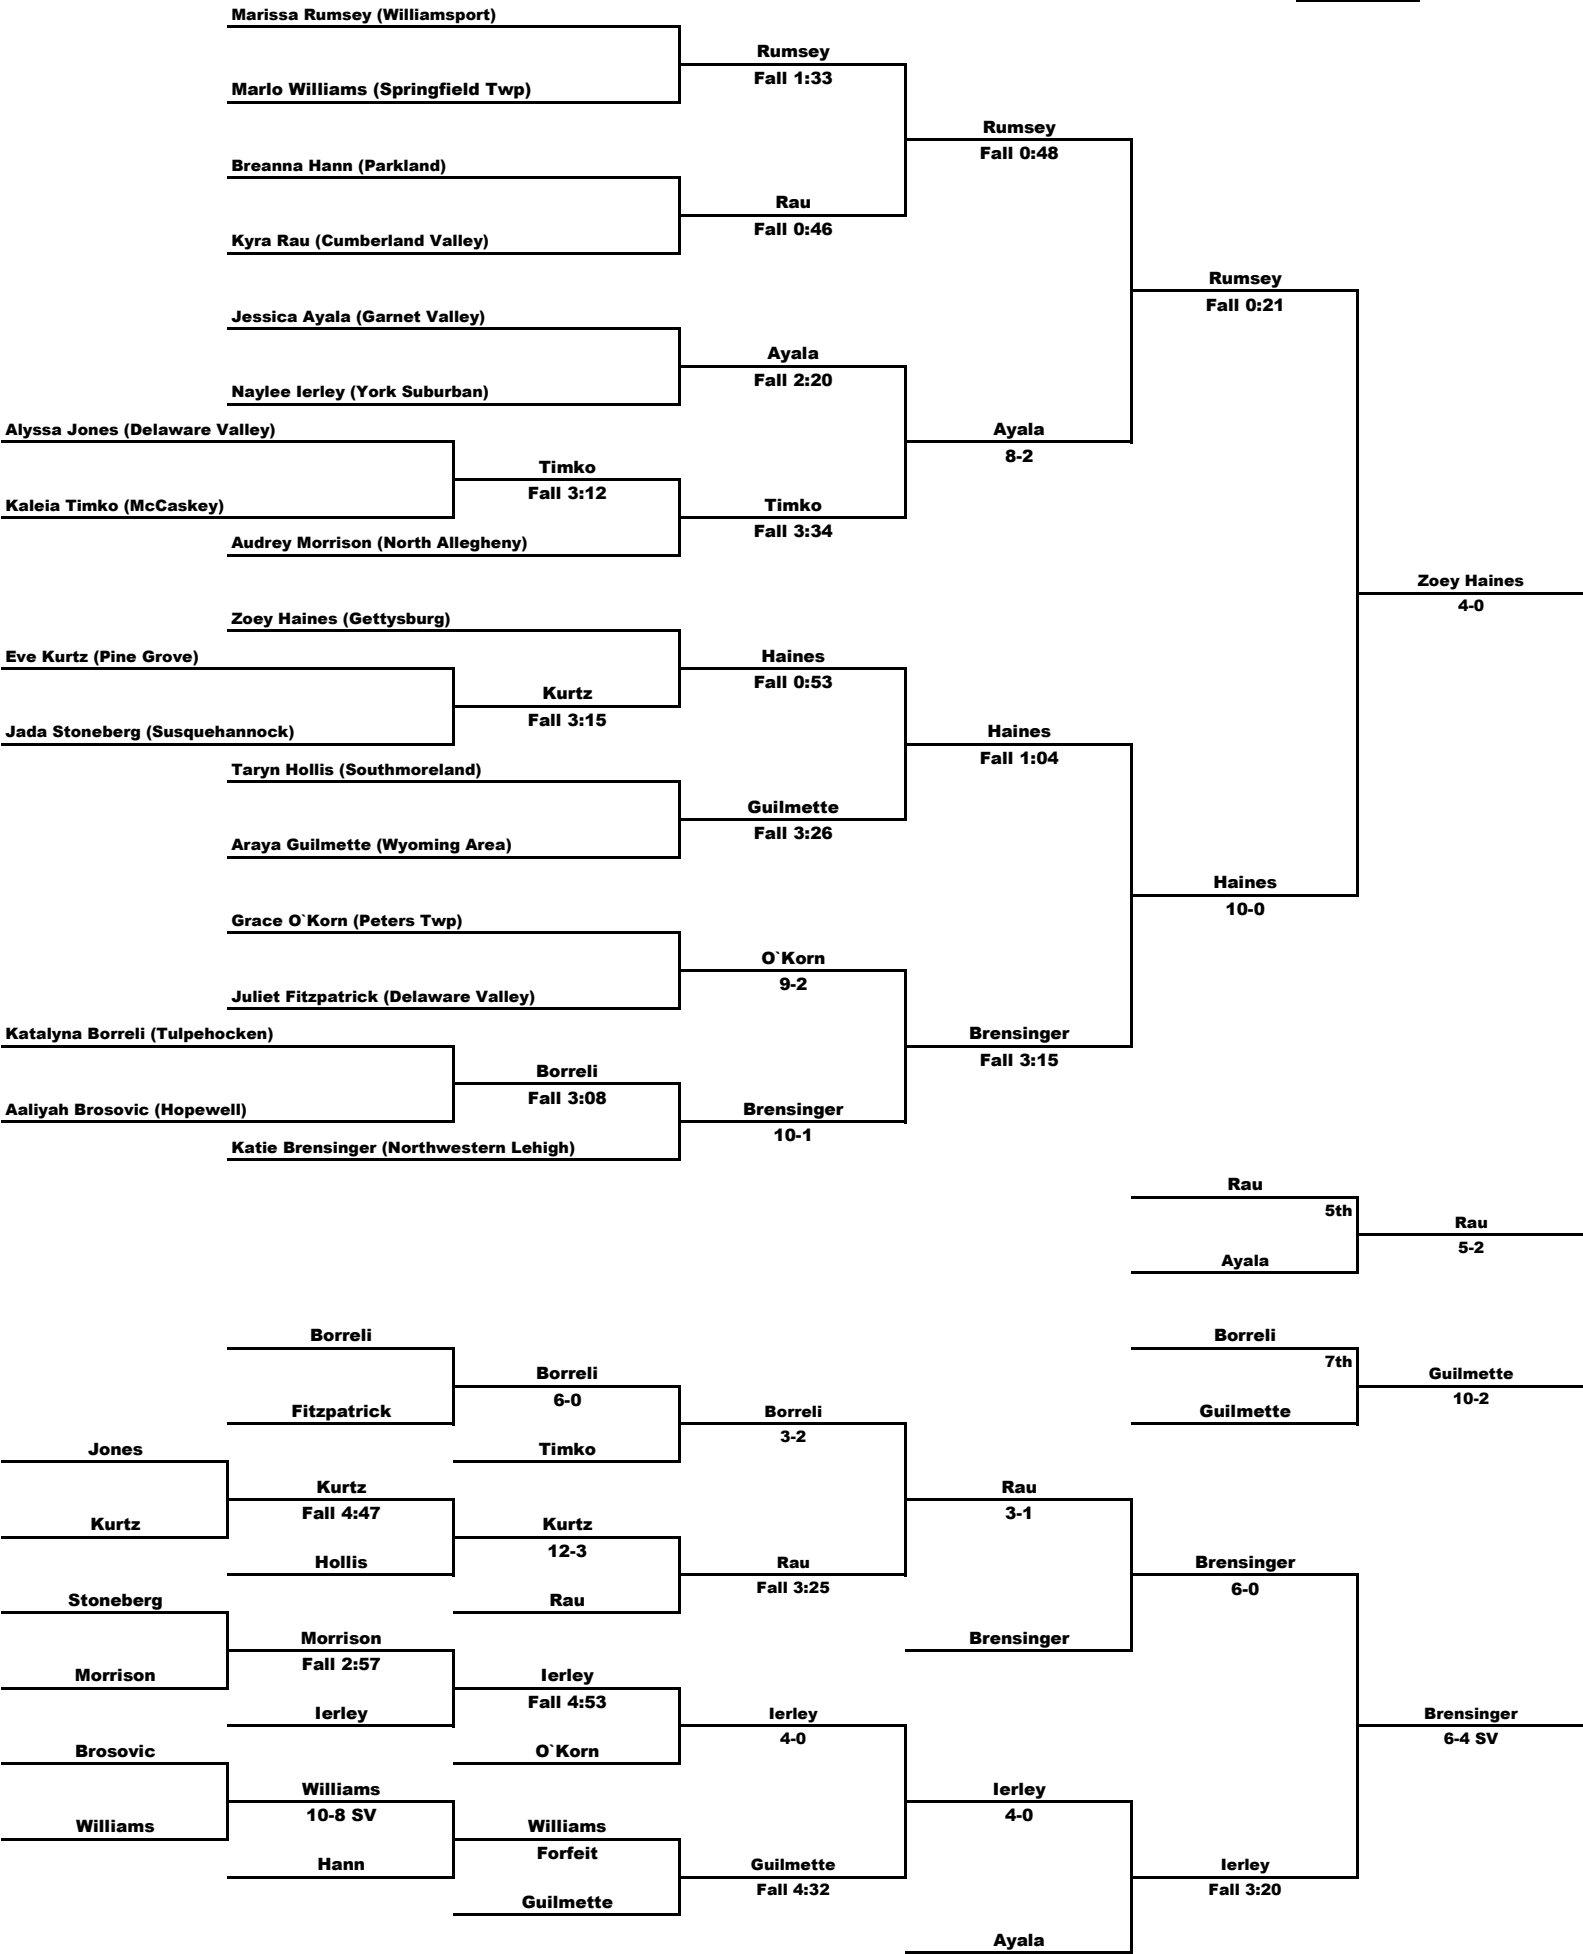 Marissa Rumsey (Williamsport)
Rumsey
Fall 1:33
Marlo Williams (Springfield Twp)
Rumsey
Fall 0:48
Breanna Hann (Parkland)
Rau
Fall 0:46
Kyra Rau (Cumberland Valley)
Rumsey
Fall 0:21
Jessica Ayala (Garnet Valley)
Ayala
Fall 2:20
Naylee Ierley (York Suburban)
Alyssa Jones (Delaware Valley)
Ayala
8-2
Timko
Fall 3:12
Kaleia Timko (McCaskey)
Timko
Fall 3:34
Audrey Morrison (North Allegheny)
Zoey Haines
4-0
Zoey Haines (Gettysburg)
Eve Kurtz (Pine Grove)
Haines
Fall 0:53
Kurtz
Fall 3:15
Jada Stoneberg (Susquehannock)
Haines
Fall 1:04
Taryn Hollis (Southmoreland)
Guilmette
Fall 3:26
Araya Guilmette (Wyoming Area)
Haines
10-0
Grace O`Korn (Peters Twp)
O`Korn
9-2
Juliet Fitzpatrick (Delaware Valley)
Katalyna Borreli (Tulpehocken)
Brensinger
Fall 3:15
Borreli
Fall 3:08
Aaliyah Brosovic (Hopewell)
Brensinger
10-1
Katie Brensinger (Northwestern Lehigh)
Rau
5th
Rau
5-2
Ayala
Borreli
Borreli
7th
Borreli
6-0
Guilmette
10-2
Fitzpatrick
Borreli
3-2
Guilmette
Jones
Timko
Kurtz
Fall 4:47
Rau
3-1
Kurtz
Kurtz
12-3
Hollis
Rau
Fall 3:25
Brensinger
6-0
Stoneberg
Rau
Morrison
Fall 2:57
Brensinger
Morrison
Ierley
Fall 4:53
Ierley
Ierley
4-0
Brensinger
6-4 SV
Brosovic
O`Korn
Williams
10-8 SV
Ierley
4-0
Williams
Williams
Forfeit
Hann
Guilmette
Fall 4:32
Ierley
Fall 3:20
Guilmette
Ayala